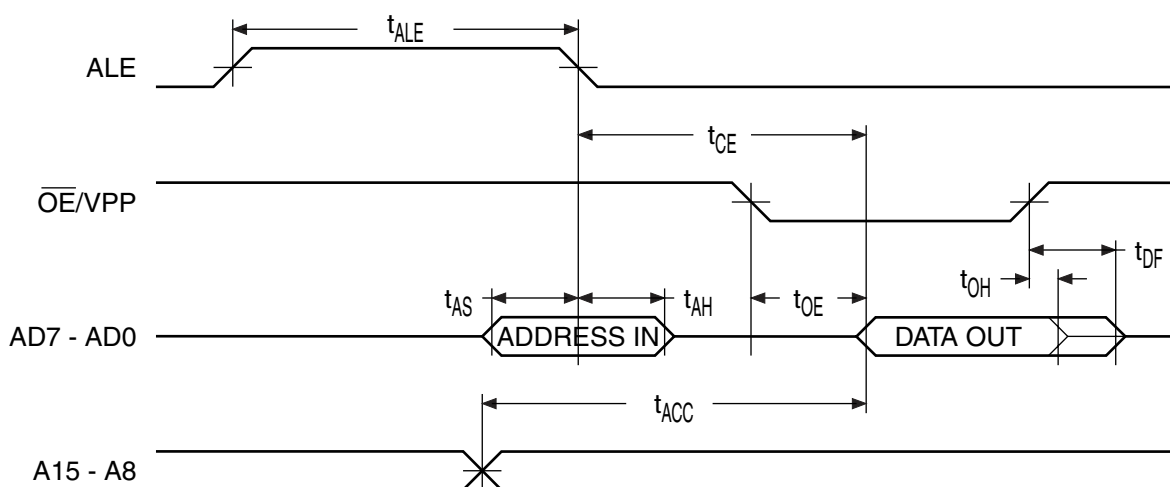 tALE
ALE
tCE
OE/VPP
tDF
tOH
tAS
tAH
tOE
AD7 - AD0
ADDRESS IN
DATA OUT
tACC
A15 - A8